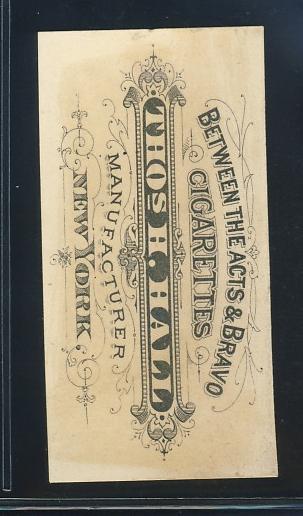 BETWEEN THE ACTS & BRAVO
CIGARETTES
THOS H. HALL
MANUFACTURER
NEW YORK